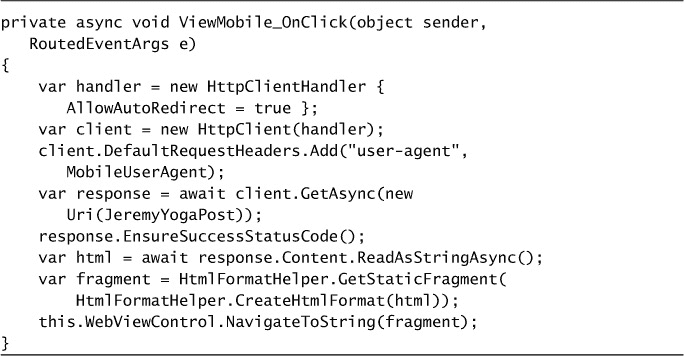 private async void ViewMobile_OnClick(object sender,
RoutedEventArgs e)
{
var handler = new HttpClientHandler {
AllowAutoRedirect = true };
var client = new HttpClient(handler);
client.DefaultRequestHeaders.Add("user-agent",
MobileUserAgent);
var response = await client.GetAsync(new
Uri(JeremyYogaPost));
response.EnsureSuccessStatusCode();
var html = await response.Content.ReadAsStringAsync();
var fragment = HtmlFormatHelper.GetStaticFragment(
HtmlFormatHelper.CreateHtmlFormat(html));
this.WebViewControl.NavigateToString(fragment);
}